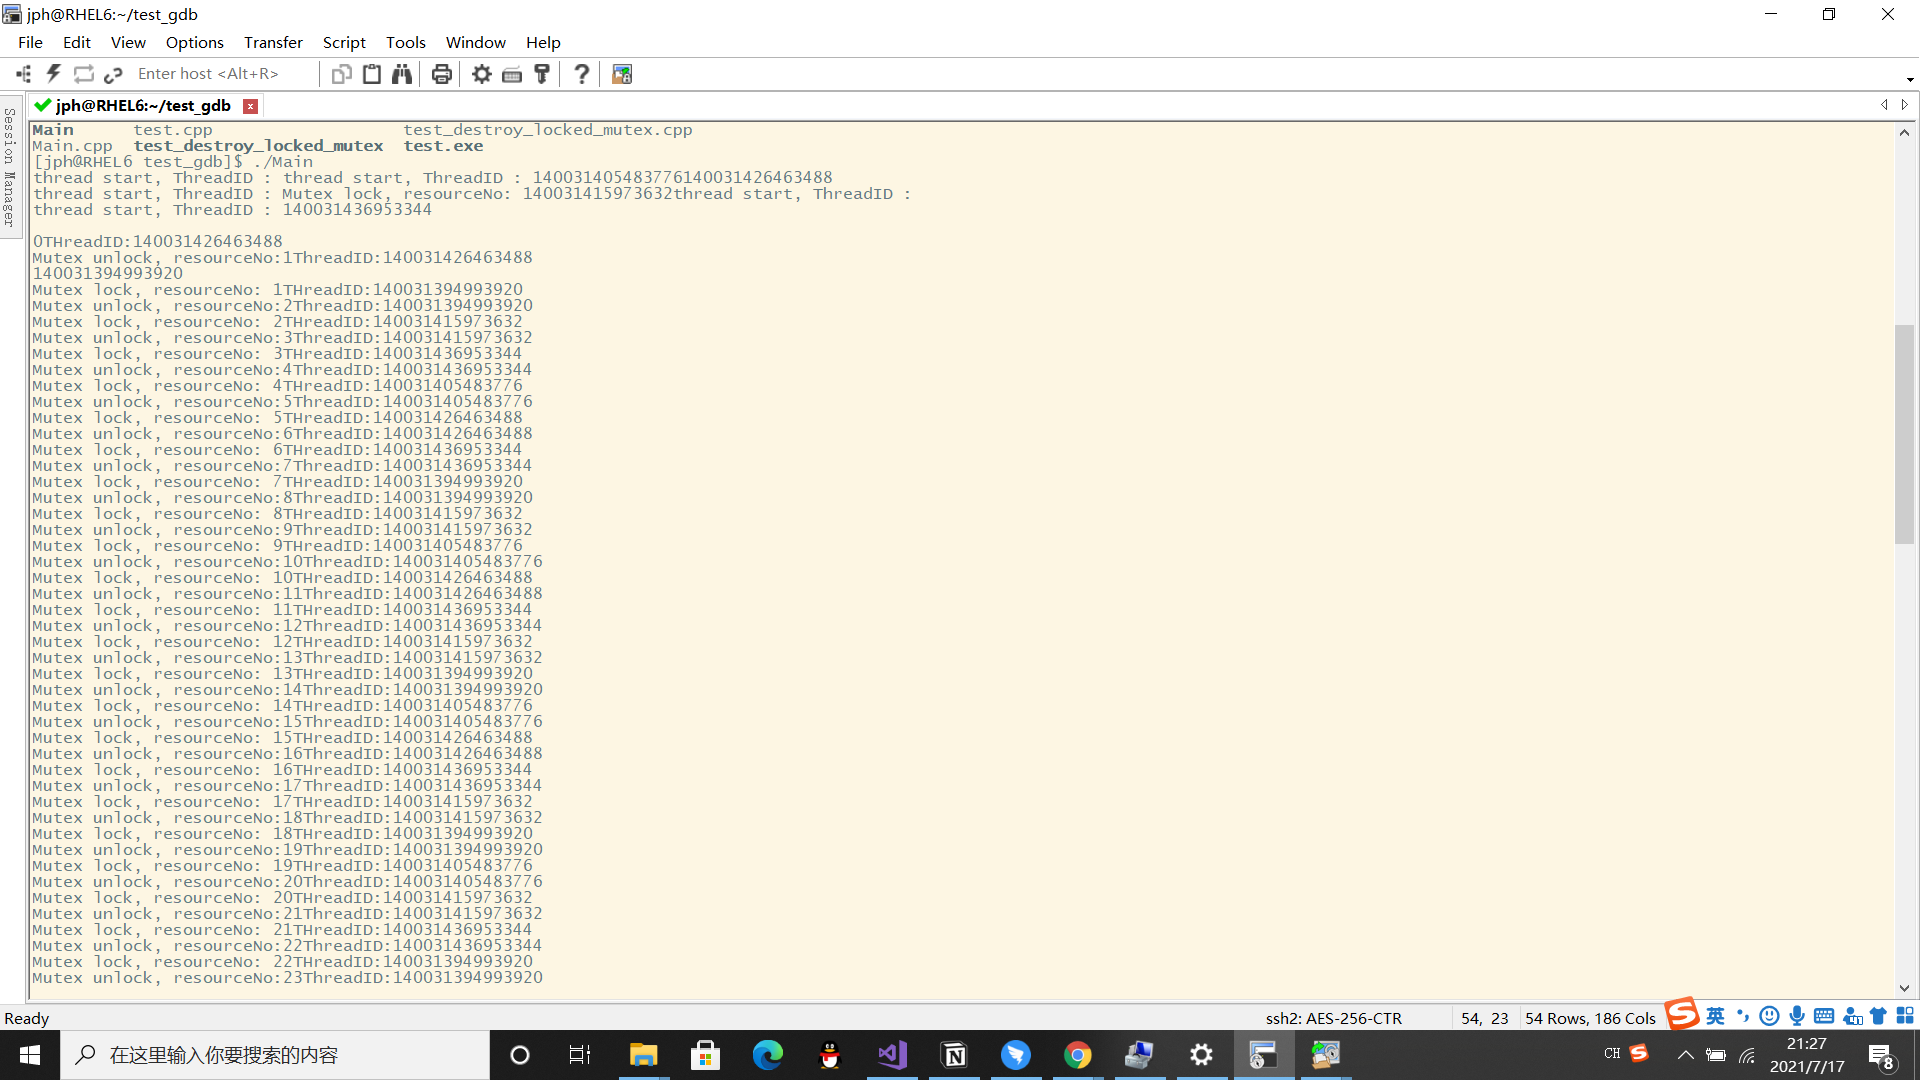 jph@RHEL6:~/test_gdb
File Edit View Options Transfer Script Tools Window Help
Enter host <Alt+R>
jph@RHEL6:~/test_gdb
Session Manager
Main test.cpp test_destroy_locked_mutex.cpp
Main.cpp test_destroy_locked_mutex test.exe
[jph@RHEL6 test_gdb]$ ./Main
thread start, ThreadID : thread start, ThreadID : 140031405483776140031426463488
thread start, ThreadID : Mutex lock, resourceNo: 140031415973632thread start, ThreadID :
thread start, ThreadID : 140031436953344
0THreadID:140031426463488
Mutex unlock, resourceNo:1ThreadID:140031426463488
140031394993920
Mutex lock, resourceNo: 1THreadID:140031394993920
Mutex unlock, resourceNo:2ThreadID:140031394993920
Mutex lock, resourceNo: 2THreadID:140031415973632
Mutex unlock, resourceNo:3ThreadID:140031415973632
Mutex lock, resourceNo: 3THreadID:140031436953344
Mutex unlock, resourceNo:4ThreadID:140031436953344
Mutex lock, resourceNo: 4THreadID:140031405483776
Mutex unlock, resourceNo:5ThreadID:140031405483776
Mutex lock, resourceNo: 5THreadID:140031426463488
Mutex unlock, resourceNo:6ThreadID:140031426463488
Mutex lock, resourceNo: 6THreadID:140031436953344
Mutex unlock, resourceNo:7ThreadID:140031436953344
Mutex lock, resourceNo: 7THreadID:140031394993920
Mutex unlock, resourceNo:8ThreadID:140031394993920
Mutex lock, resourceNo: 8THreadID:140031415973632
Mutex unlock, resourceNo:9ThreadID:140031415973632
Mutex lock, resourceNo: 9THreadID:140031405483776
Mutex unlock, resourceNo:10ThreadID:140031405483776
Mutex lock, resourceNo: 10THreadID:140031426463488
Mutex unlock, resourceNo:11ThreadID:140031426463488
Mutex lock, resourceNo: 11THreadID:140031436953344
Mutex unlock, resourceNo:12ThreadID:140031436953344
Mutex lock, resourceNo: 12THreadID:140031415973632
Mutex unlock, resourceNo:13ThreadID:140031415973632
Mutex lock, resourceNo: 13THreadID:140031394993920
Mutex unlock, resourceNo:14ThreadID:140031394993920
Mutex lock, resourceNo: 14THreadID:140031405483776
Mutex unlock, resourceNo:15ThreadID:140031405483776
Mutex lock, resourceNo: 15THreadID:140031426463488
Mutex unlock, resourceNo:16ThreadID:140031426463488
Mutex lock, resourceNo: 16THreadID:140031436953344
Mutex unlock, resourceNo:17ThreadID:140031436953344
Mutex lock, resourceNo: 17THreadID:140031415973632
Mutex unlock, resourceNo:18ThreadID:140031415973632
Mutex lock, resourceNo: 18THreadID:140031394993920
Mutex unlock, resourceNo:19ThreadID:140031394993920
Mutex lock, resourceNo: 19THreadID:140031405483776
Mutex unlock, resourceNo:20ThreadID:140031405483776
Mutex lock, resourceNo: 20THreadID:140031415973632
Mutex unlock, resourceNo:21ThreadID:140031415973632
Mutex lock, resourceNo: 21THreadID:140031436953344
Mutex unlock, resourceNo:22ThreadID:140031436953344
Mutex lock, resourceNo: 22THreadID:140031394993920
Mutex unlock, resourceNo:23ThreadID:140031394993920
Ready ssh2: AES-256-CTR 54, 23 54 Rows, 186 Cols 英
在这里输入你要搜索的内容
CH
21:27
2021/7/17
8